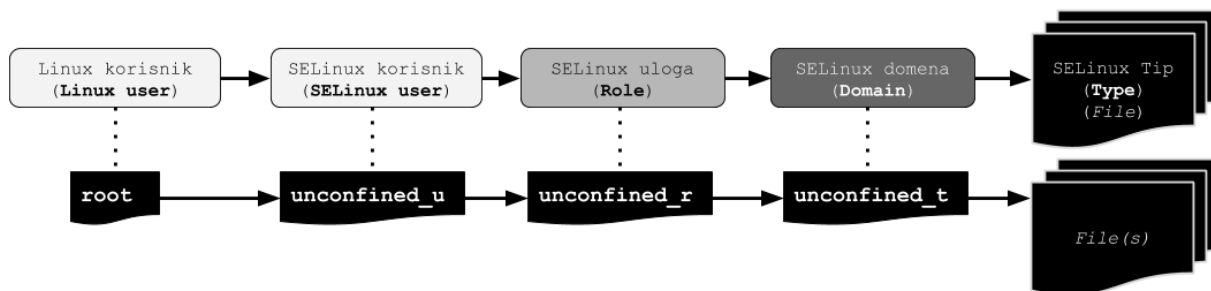 Linux korisnik
(Linux user)
SELinux korisnik
(SELinux user)
SELinux uloga
(Role)
SELinux domena
(Domain)
SELinux Tip
(Type)
(File)
root
unconfined_u
unconfined_r
unconfined_t
File(s)